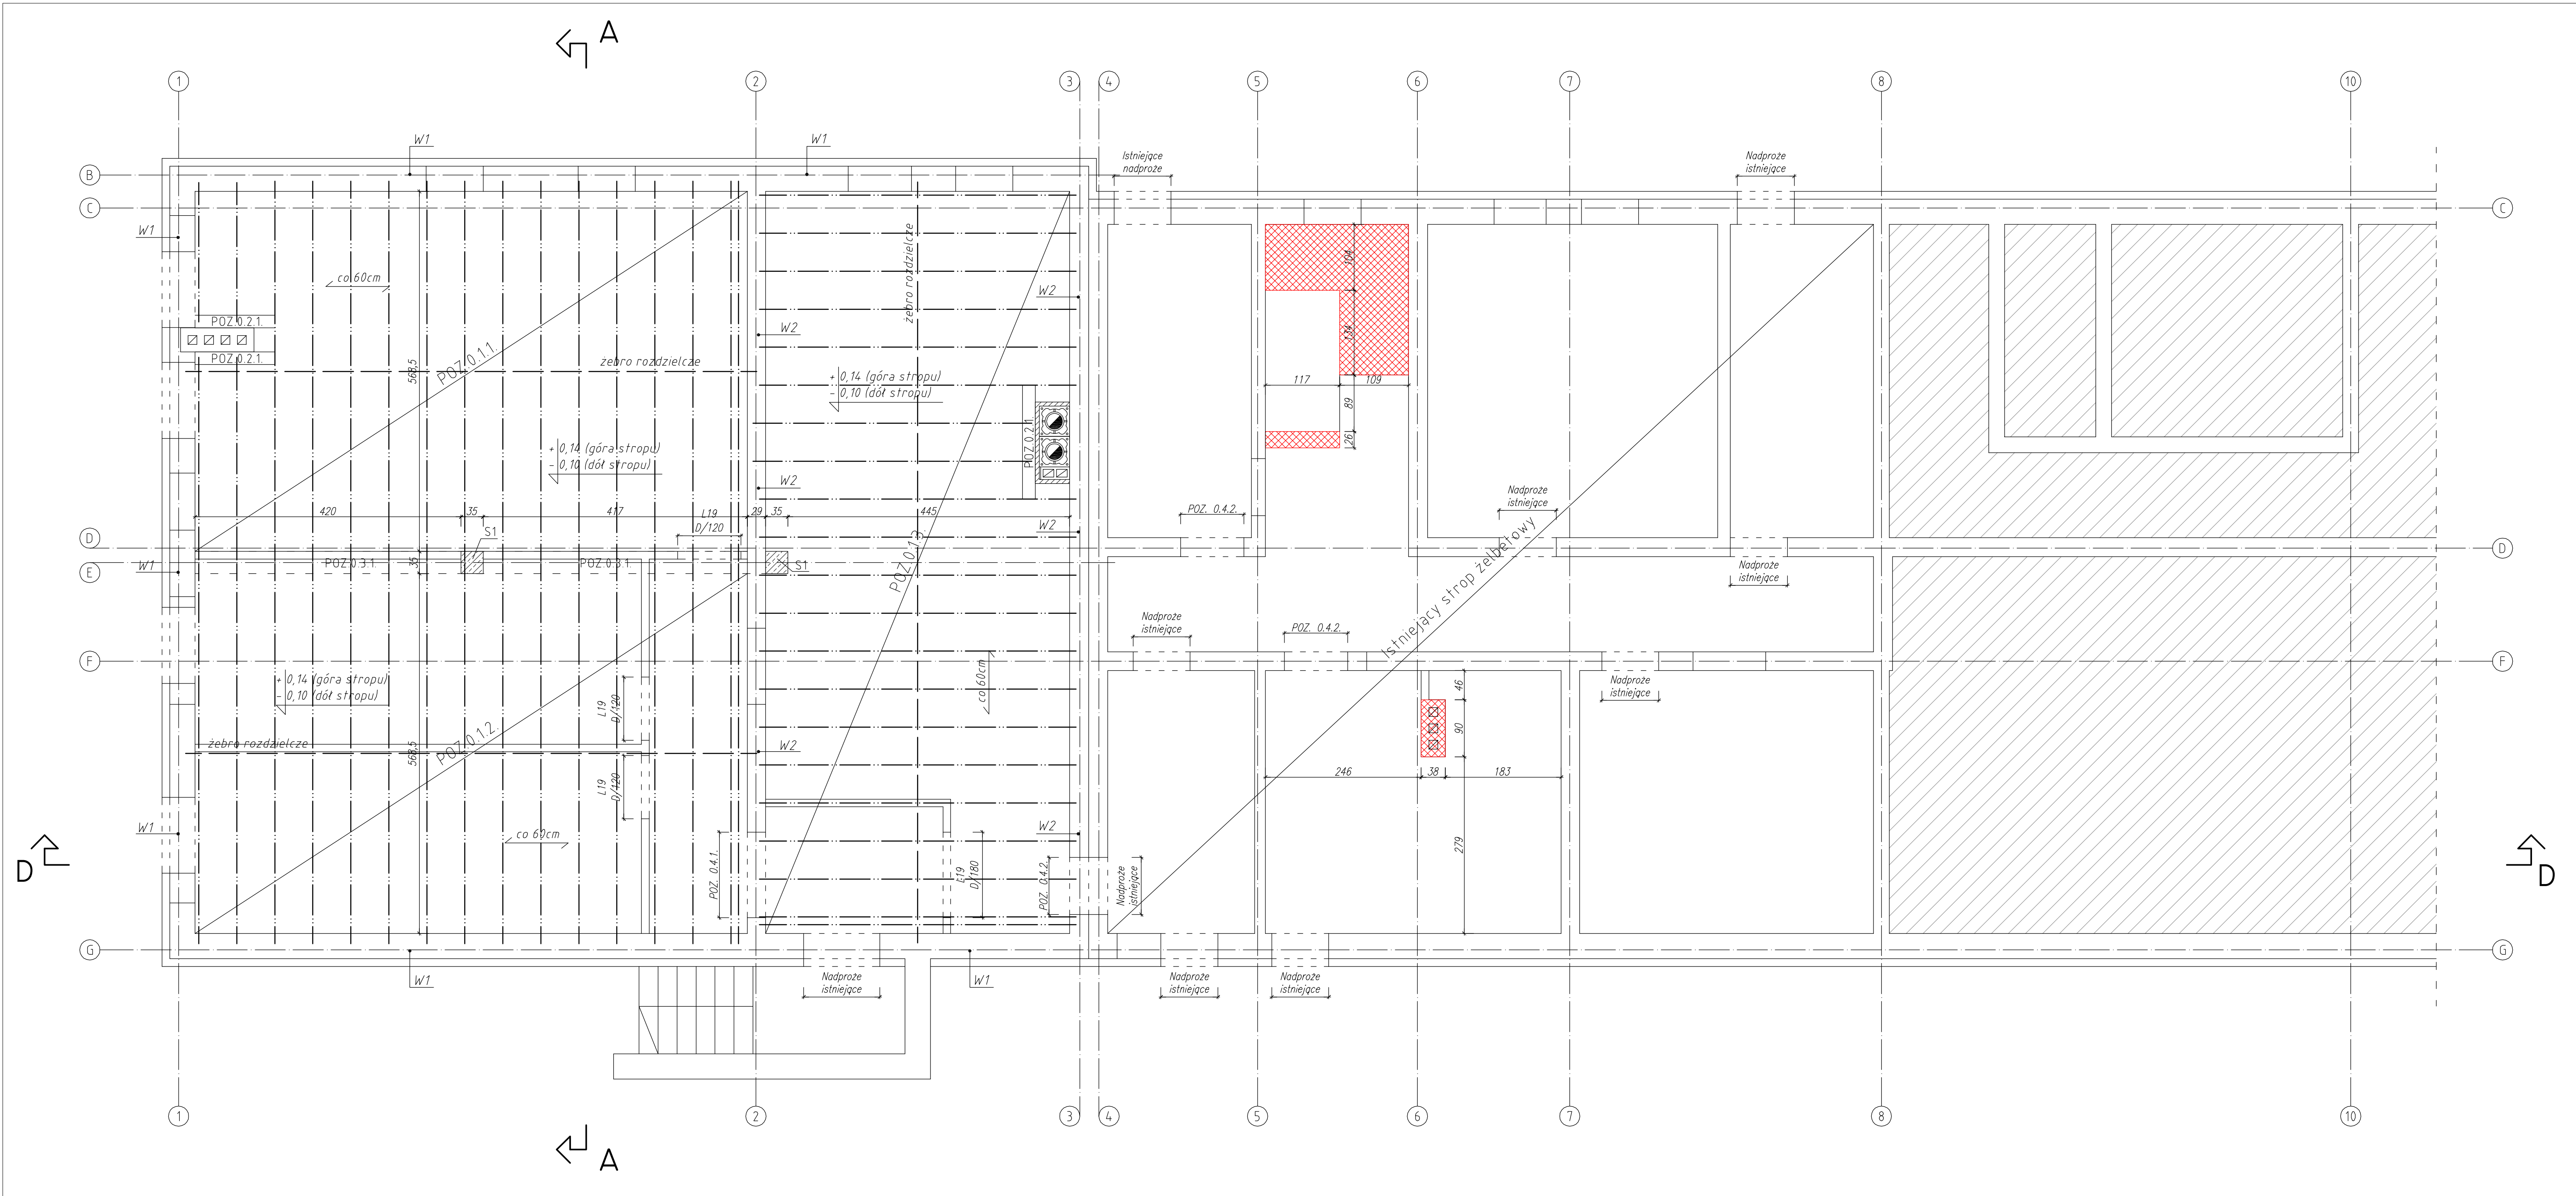 A
1
2
3
4
5
6
7
8
10
W1
W1
Istniejące
nadproże
Nadproże
istniejące
B
C
C
W1
co 60cm
żebro rozdzielcze
104
W2
POZ.0.2.1.
W2
134
POZ.0.2.1.
568,5
POZ.0.1.1.
żebro rozdzielcze
+ 0,14 (góra stropu)
- 0,10 (dół stropu)
117
109
89
POZ.0.2.1.
26
+ 0,14 (góra stropu)
- 0,10 (dół stropu)
W2
Nadproże
istniejące
420
35
417
L19
D/120
29
35
445
POZ. 0.4.2.
W2
S1
D
D
E
W1
POZ.0.3.1.
35
POZ.0.3.1.
S1
POZ.0.1.3.
Istniejący strop żelbetowy
Nadproże
istniejące
Nadproże
istniejące
POZ. 0.4.2.
F
F
+ 0,14 (góra stropu)
- 0,10 (dół stropu)
L19
D/120
co 60cm
46
Nadproże
istniejące
90
żebro rozdzielcze
568,5
POZ.0.1.2.
W2
L19
D/120
246
38
183
W1
co 60cm
W2
279
D
D
POZ. 0.4.1.
L19
D/180
POZ. 0.4.2.
Nadproże
istniejące
G
G
W1
Nadproże
istniejące
W1
Nadproże
istniejące
Nadproże
istniejące
1
2
3
4
5
6
7
8
10
A